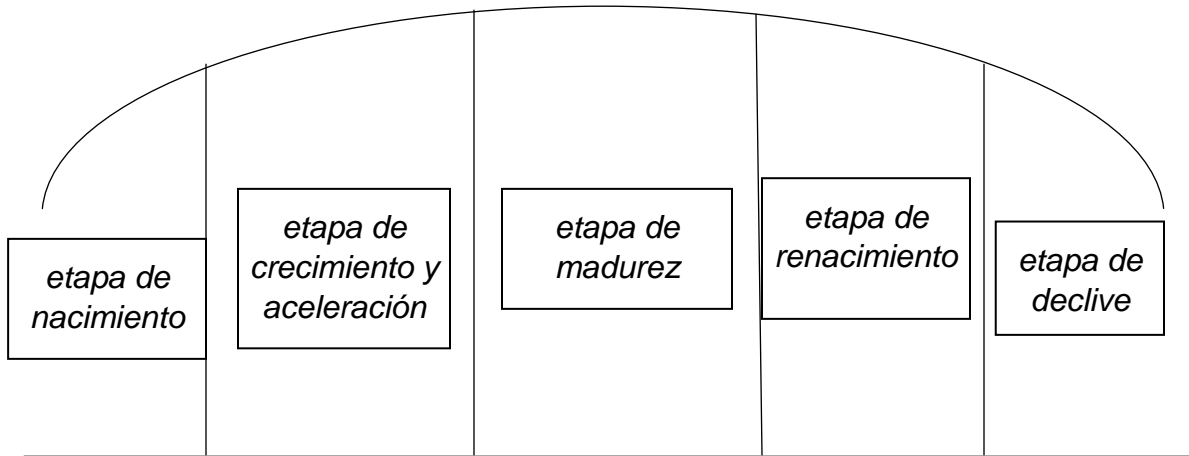 etapa de
nacimiento
etapa de
crecimiento y
aceleración
etapa de
madurez
etapa de
renacimiento
etapa de
declive